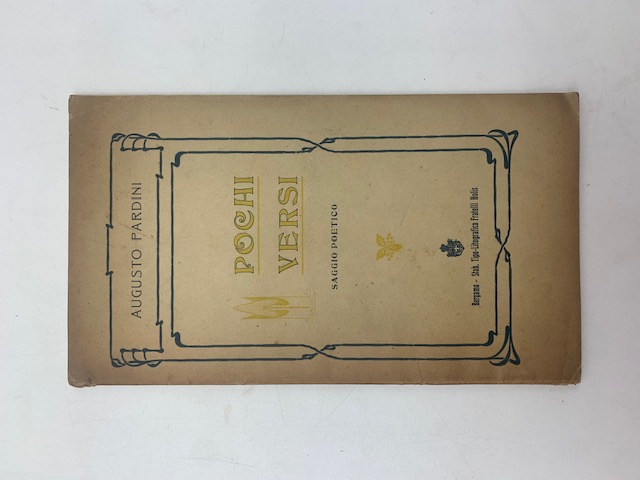 AUGUSTO PARDINI
POCHI
VERSI
SAGGIO POETICO
Bergamo - Stab. Tipo-Litografico Fratelli Bolis